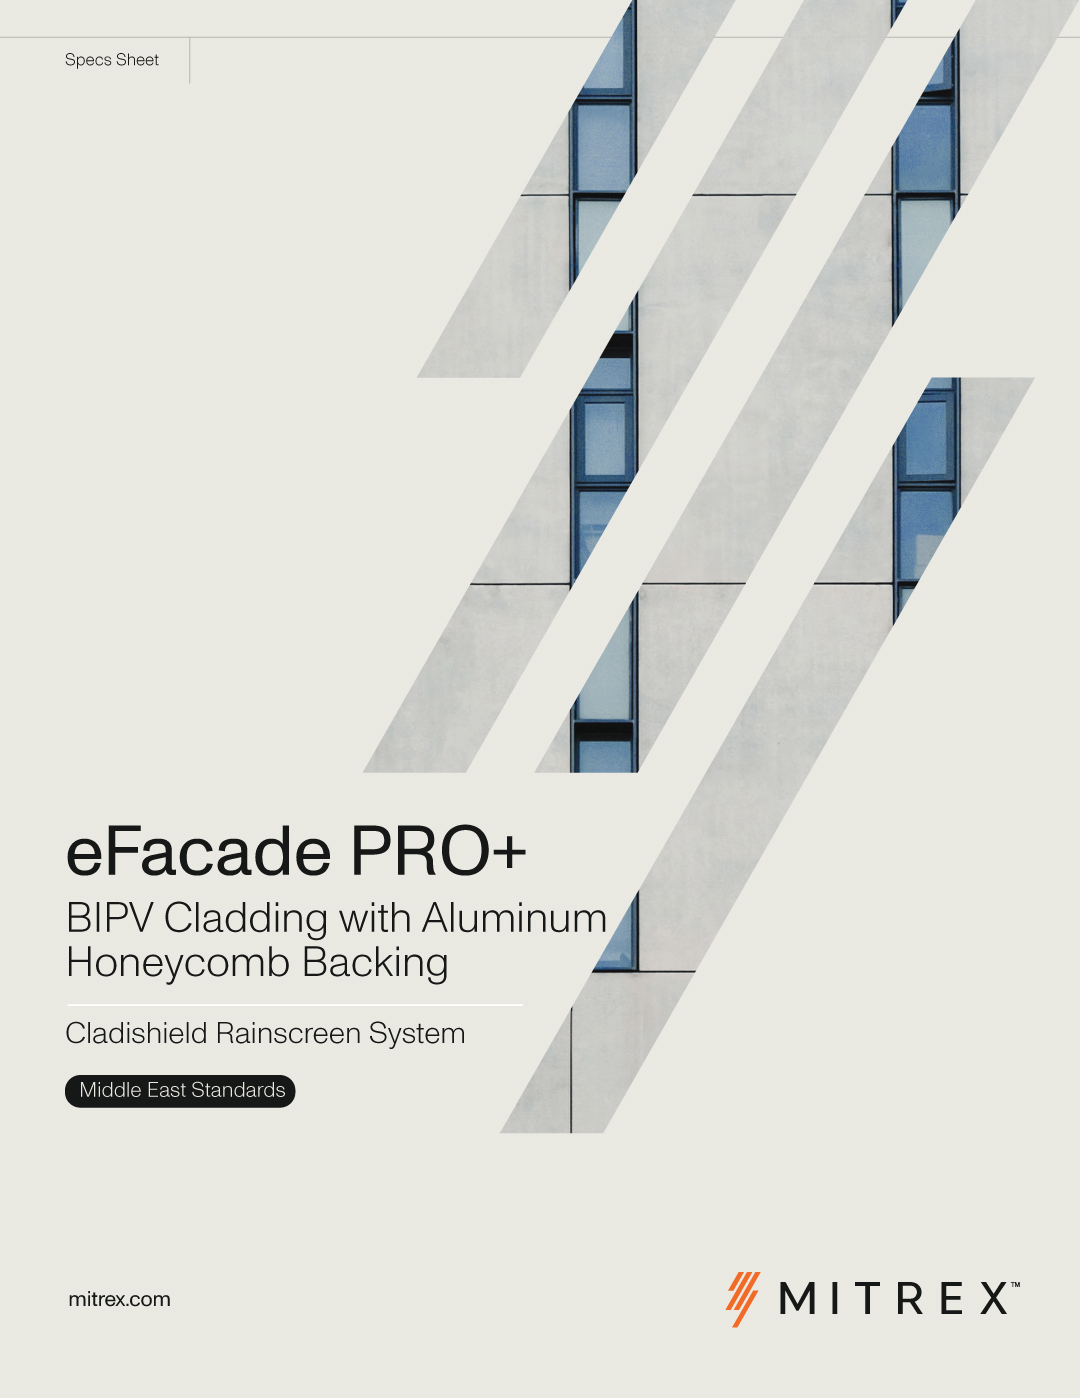 Specs Sheet
eFacade PRO+
BIPV Cladding with Aluminum
Honeycomb Backing
Cladishield Rainscreen System
Middle East Standards
mitrex.com
MITREX™